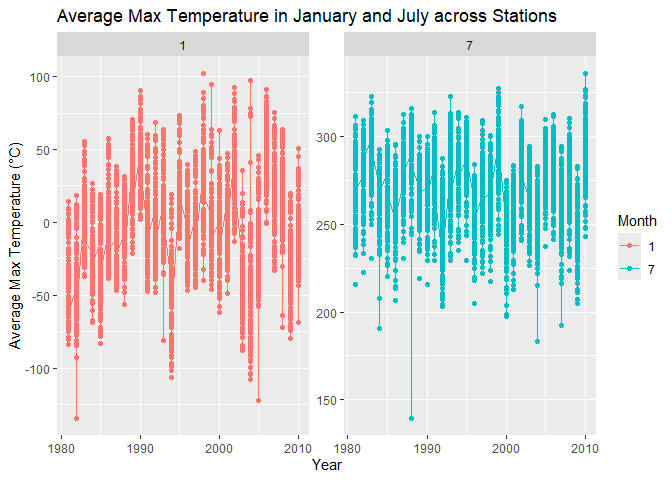 Average Max Temperature in January and July across Stations
1
7
100
50
0
-50
-100
300
250
200
150
Average Max Temperature (°C)
1980 1990 2000 2010
1980 1990 2000 2010
Year
Month
1
7